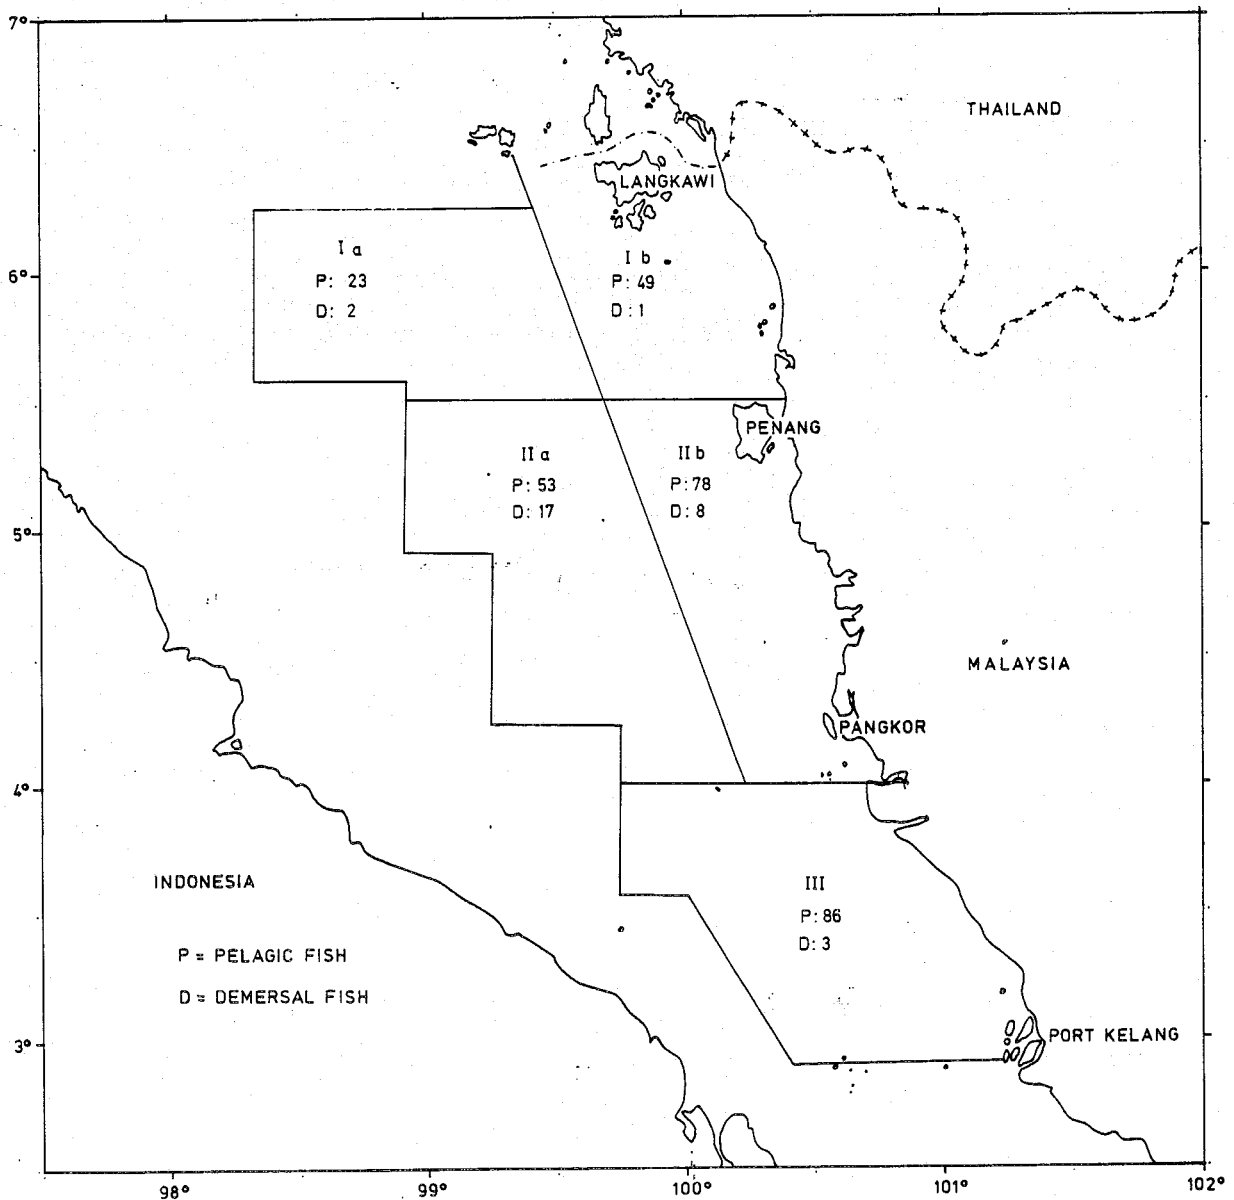 7°
THAILAND
LANGKAWI
I a
P: 23
D: 2
I b
P: 49
D: 1
6°
PENANG
II a
P: 53
D: 17
II b
P: 78
D: 8
5°
MALAYSIA
PANGKOR
4°
INDONESIA
III
P: 86
D: 3
P = PELAGIC FISH
D = DEMERSAL FISH
3°
PORT KELANG
98°
99°
100°
101°
102°